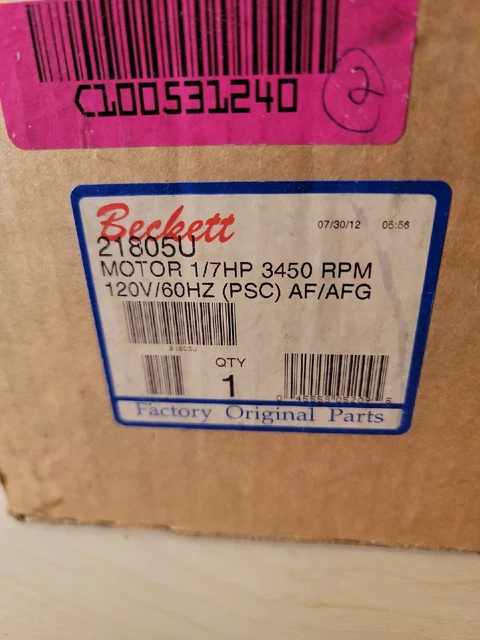 C100531240
2
Beckett
07/30/12 05:56
21805U
MOTOR 1/7HP 3450 RPM
120V/60HZ (PSC) AF/AFG
21805U
QTY
1
Factory Original Parts